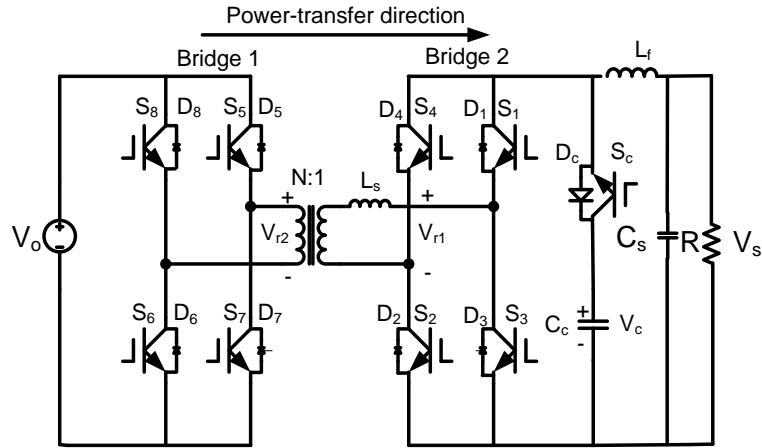 Power-transfer direction
Bridge 1
Bridge 2
L_f
S_8 D_8 S_5 D_5
D_4 S_4 D_1 S_1
D_c S_c
N:1
L_s
+ + 
V_o
+
-
V_r2
V_r1
- -
C_s
R
V_s
S_6 D_6 S_7 D_7
D_2 S_2 D_3 S_3
C_c
+
-
V_c